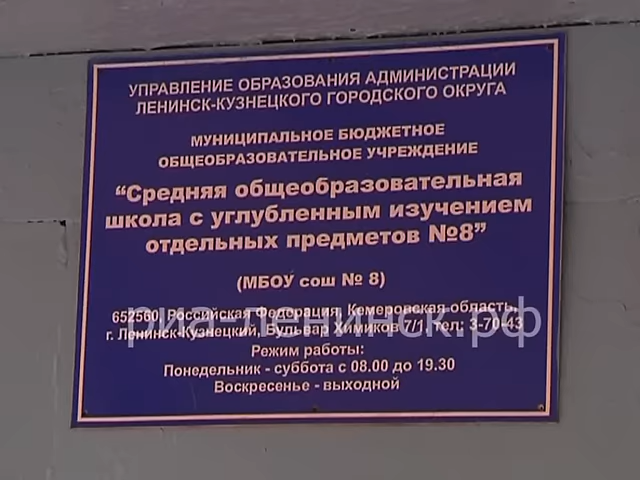 УПРАВЛЕНИЕ ОБРАЗОВАНИЯ АДМИНИСТРАЦИИ
ЛЕНИНСК-КУЗНЕЦКОГО ГОРОДСКОГО ОКРУГА
МУНИЦИПАЛЬНОЕ БЮДЖЕТНОЕ
ОБЩЕОБРАЗОВАТЕЛЬНОЕ УЧРЕЖДЕНИЕ
“Средняя общеобразовательная
школа с углубленным изучением
отдельных предметов №8”
(МБОУ сош № 8)
652560, Российская Федерация, Кемеровская область,
риа-ленинск.рф
г. Ленинск-Кузнецкий, Бульвар Химиков 7/1 тел: 3-70-43
Режим работы:
Понедельник - суббота с 08.00 до 19.30
Воскресенье - выходной